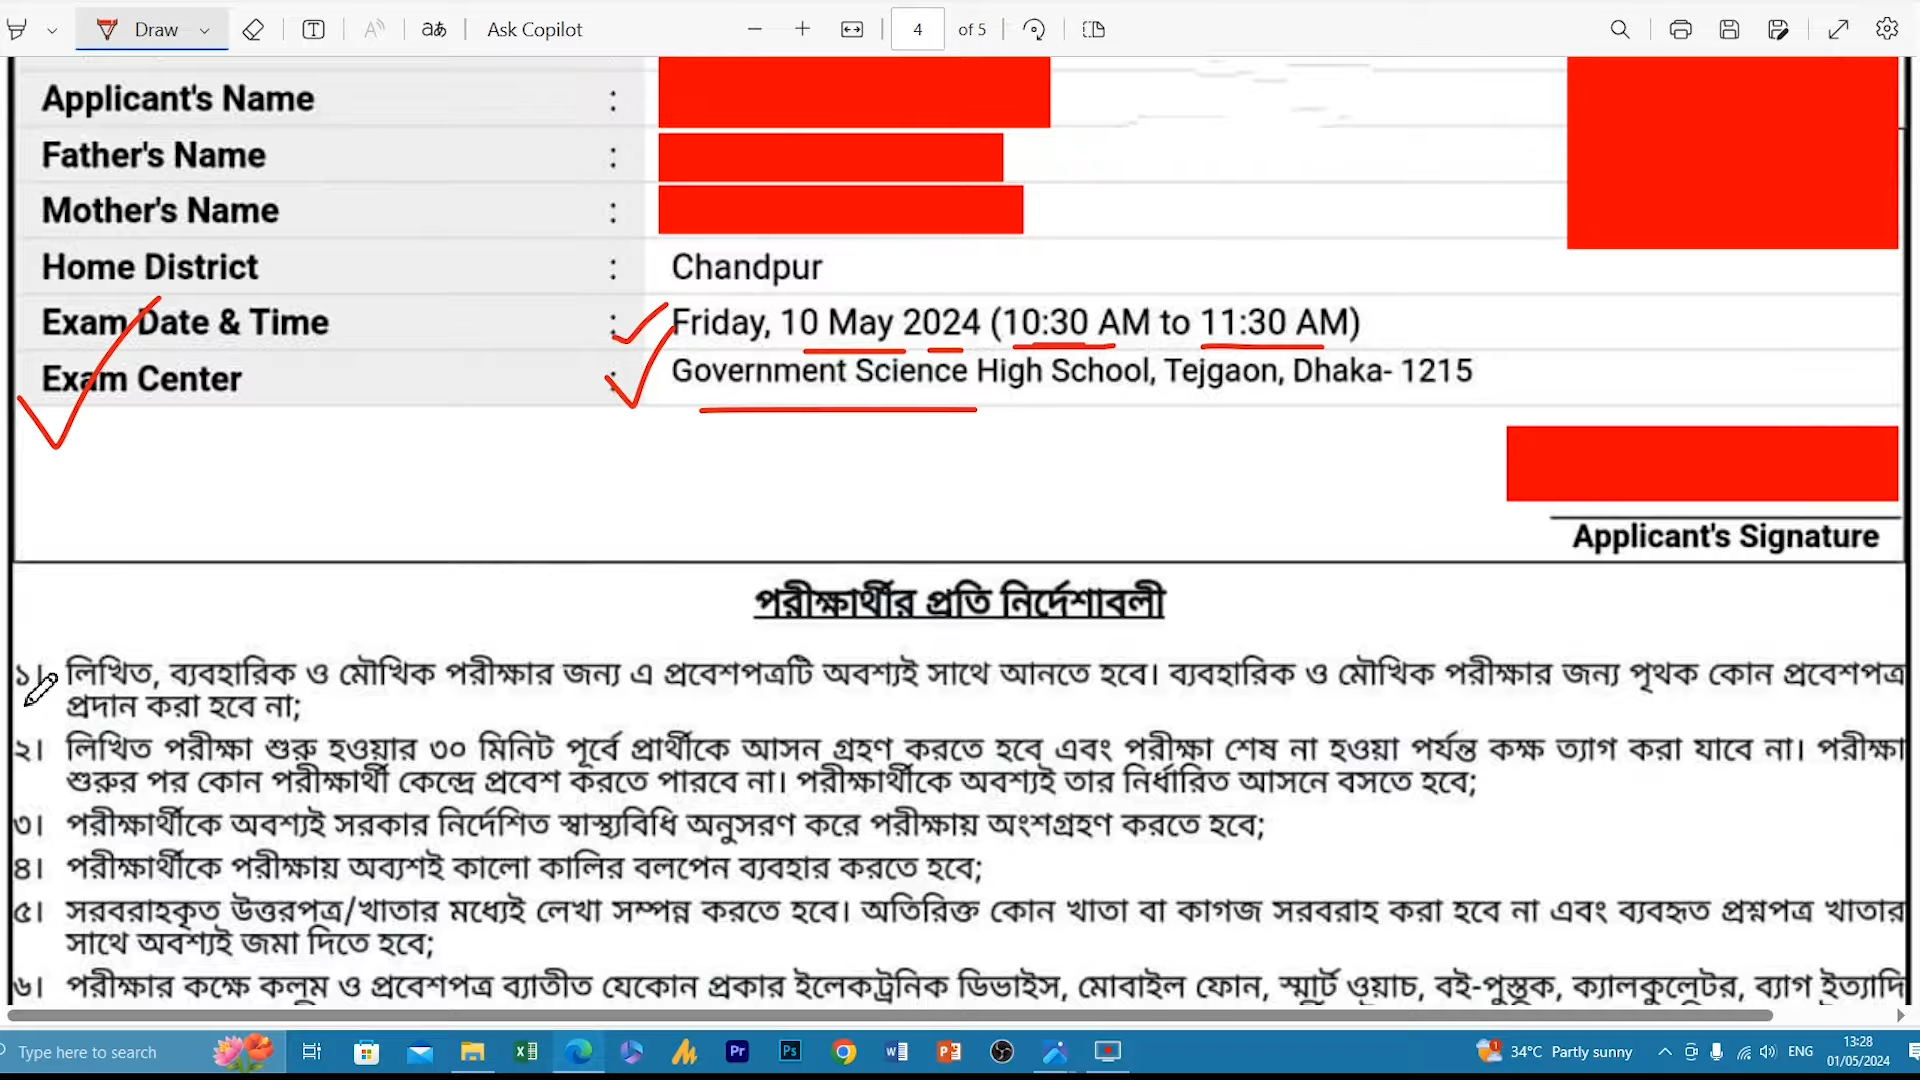 Draw
aあ
Ask Copilot
4 of 5
Applicant's Name :
Father's Name :
Mother's Name :
Home District : Chandpur
Exam Date & Time : Friday, 10 May 2024 (10:30 AM to 11:30 AM)
Exam Center : Government Science High School, Tejgaon, Dhaka- 1215
Applicant's Signature
পরীক্ষার্থীর প্রতি নির্দেশাবলী
১। লিখিত, ব্যবহারিক ও মৌখিক পরীক্ষার জন্য এ প্রবেশপত্রটি অবশ্যই সাথে আনতে হবে। ব্যবহারিক ও মৌখিক পরীক্ষার জন্য পৃথক কোন প্রবেশপত্র
প্রদান করা হবে না;
২। লিখিত পরীক্ষা শুরু হওয়ার ৩০ মিনিট পূর্বে প্রার্থীকে আসন গ্রহণ করতে হবে এবং পরীক্ষা শেষ না হওয়া পর্যন্ত কক্ষ ত্যাগ করা যাবে না। পরীক্ষা
শুরুর পর কোন পরীক্ষার্থী কেন্দ্রে প্রবেশ করতে পারবে না। পরীক্ষার্থীকে অবশ্যই তার নির্ধারিত আসনে বসতে হবে;
৩। পরীক্ষার্থীকে অবশ্যই সরকার নির্দেশিত স্বাস্থ্যবিধি অনুসরণ করে পরীক্ষায় অংশগ্রহণ করতে হবে;
৪। পরীক্ষার্থীকে পরীক্ষায় অব্যশই কালো কালির বলপেন ব্যবহার করতে হবে;
৫। সরবরাহকৃত উত্তরপত্র/খাতার মধ্যেই লেখা সম্পন্ন করতে হবে। অতিরিক্ত কোন খাতা বা কাগজ সরবরাহ করা হবে না এবং ব্যবহৃত প্রশ্নপত্র খাতার
সাথে অবশ্যই জমা দিতে হবে;
৬। পরীক্ষার কক্ষে কলম ও প্রবেশপত্র ব্যাতীত যেকোন প্রকার ইলেকট্রনিক ডিভাইস, মোবাইল ফোন, স্মার্ট ওয়াচ, বই-পুস্তক, ক্যালকুলেটর, ব্যাগ ইত্যাদি
Type here to search
34°C Partly sunny
ENG
13:28
01/05/2024